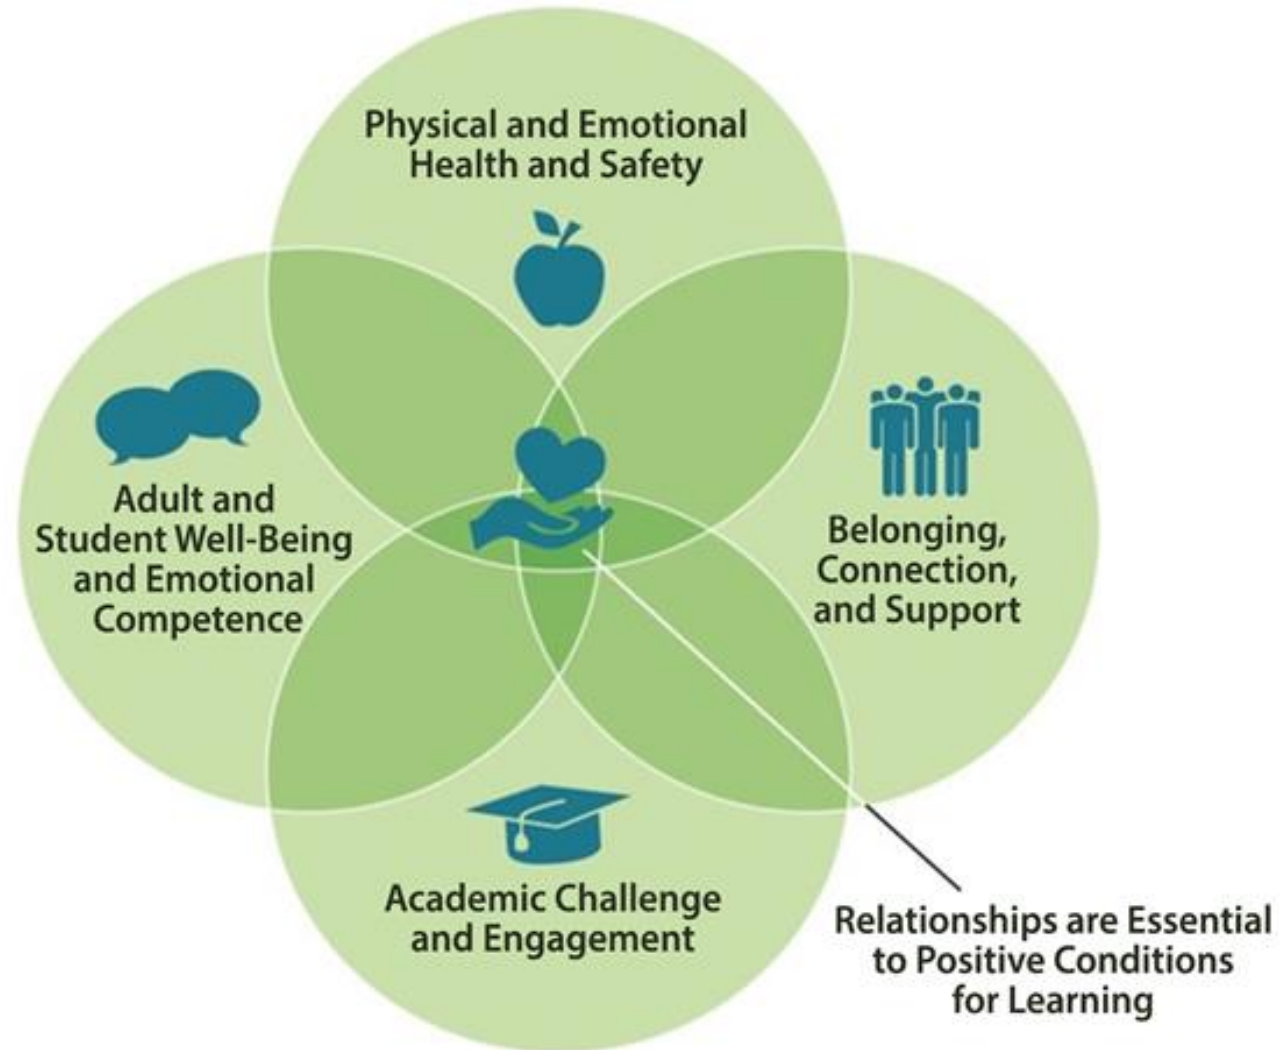 Physical and Emotional
Health and Safety
Adult and
Student Well-Being
and Emotional
Competence
Belonging,
Connection,
and Support
Academic Challenge
and Engagement
Relationships are Essential
to Positive Conditions
for Learning